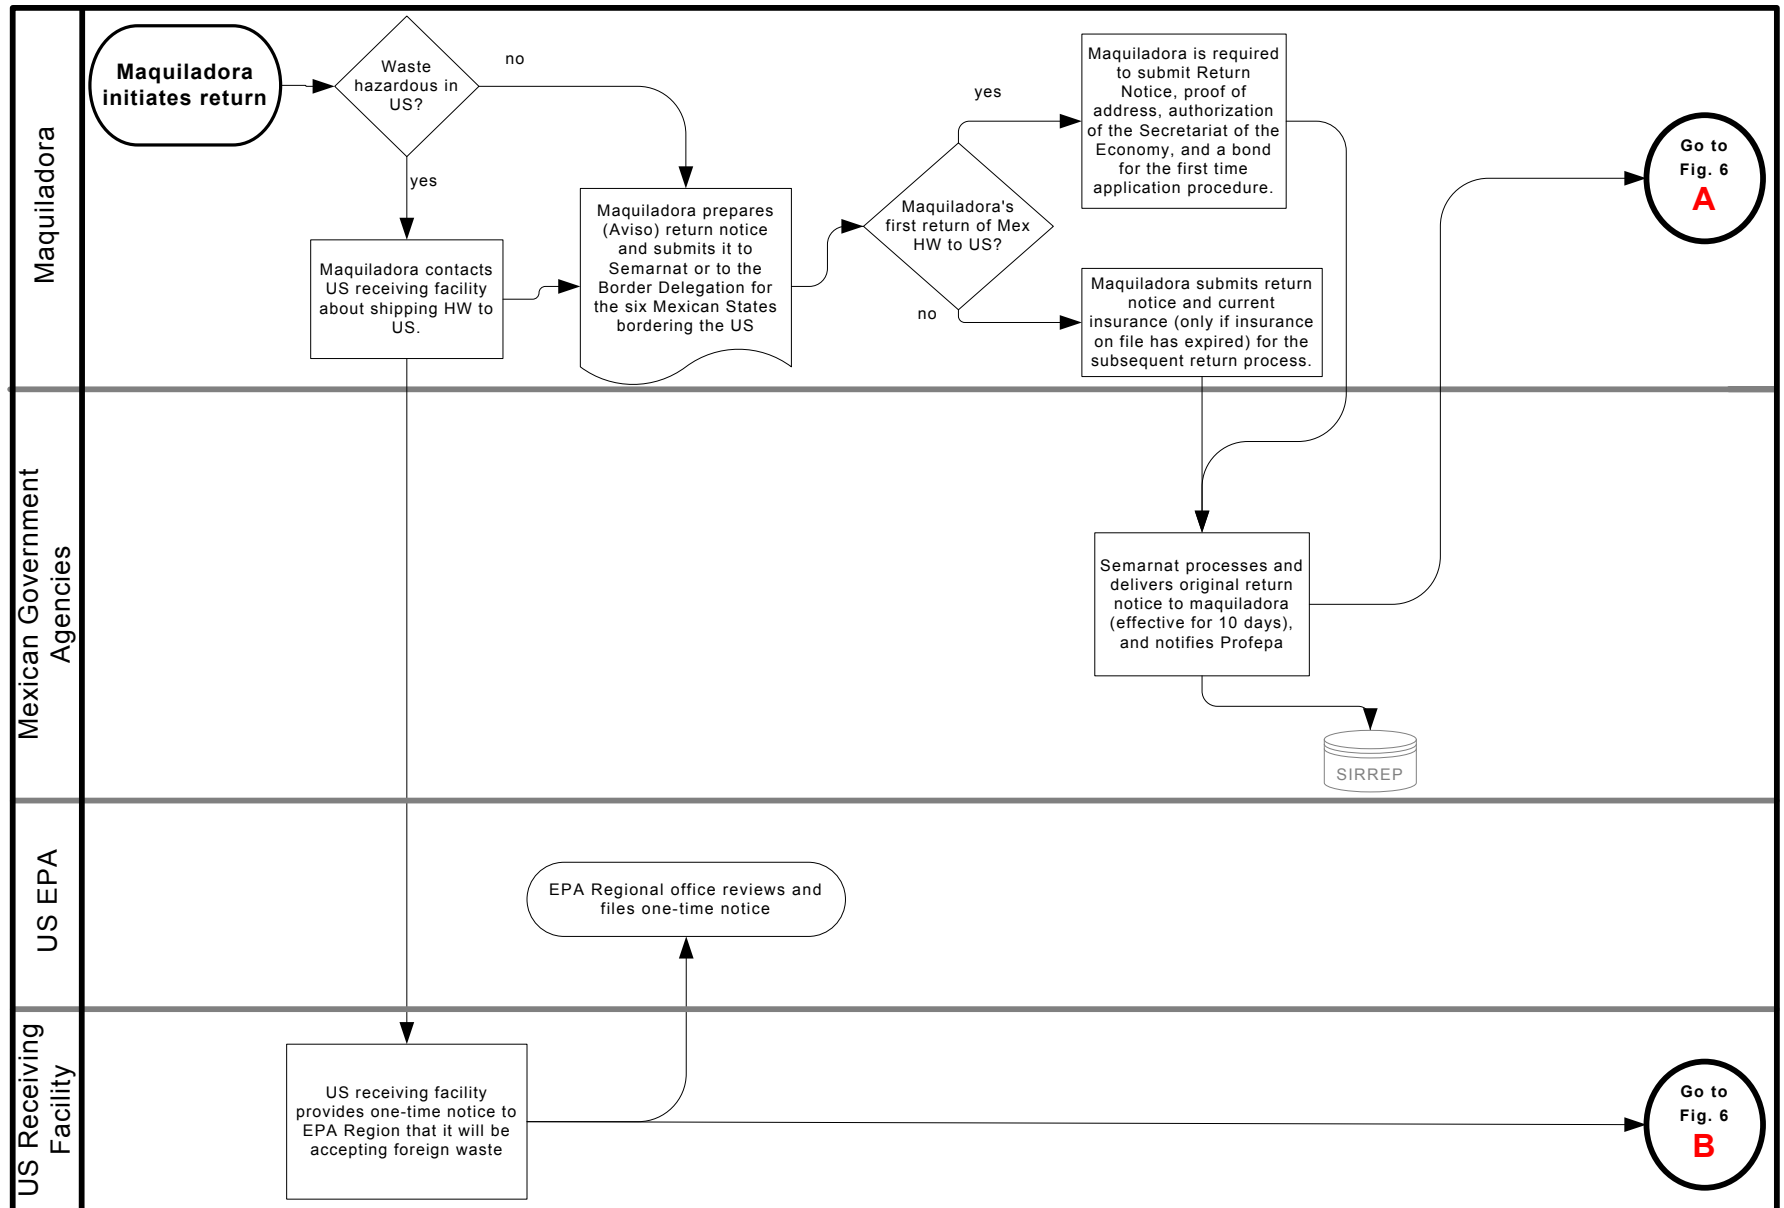 Maquiladora
Maquiladora
initiates return
Waste
hazardous in
US?
no
yes
Maquiladora contacts
US receiving facility
about shipping HW to
US.
Maquiladora prepares
(Aviso) return notice
and submits it to
Semarnat or to the
Border Delegation for
the six Mexican States
bordering the US
Maquiladora's
first return of Mex
HW to US?
yes
no
Maquiladora is required
to submit Return
Notice, proof of
address, authorization
of the Secretariat of the
Economy, and a bond
for the first time
application procedure.
Maquiladora submits return
notice and current
insurance (only if insurance
on file has expired) for the
subsequent return process.
Go to
Fig. 6
A
Mexican Government
Agencies
Semarnat processes and
delivers original return
notice to maquiladora
(effective for 10 days),
and notifies Profepa
SIRREP
US EPA
EPA Regional office reviews and
files one-time notice
US Receiving
Facility
US receiving facility
provides one-time notice to
EPA Region that it will be
accepting foreign waste
Go to
Fig. 6
B